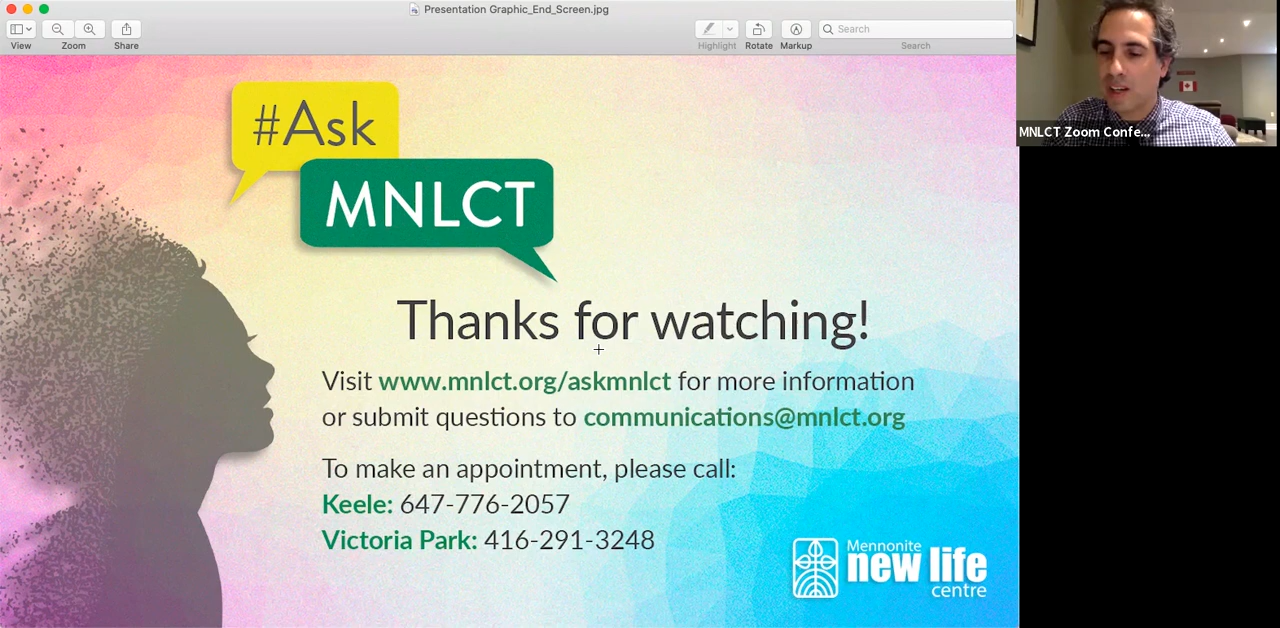 Presentation Graphic_End_Screen.jpg
View
Zoom
Share
Highlight
Rotate
Markup
Search
Search
MNLCT Zoom Confe...
#Ask
MNLCT
Thanks for watching!
Visit www.mnlct.org/askmnlct for more information
or submit questions to communications@mnlct.org
To make an appointment, please call:
Keele: 647-776-2057
Victoria Park: 416-291-3248
Mennonite
new life
centre